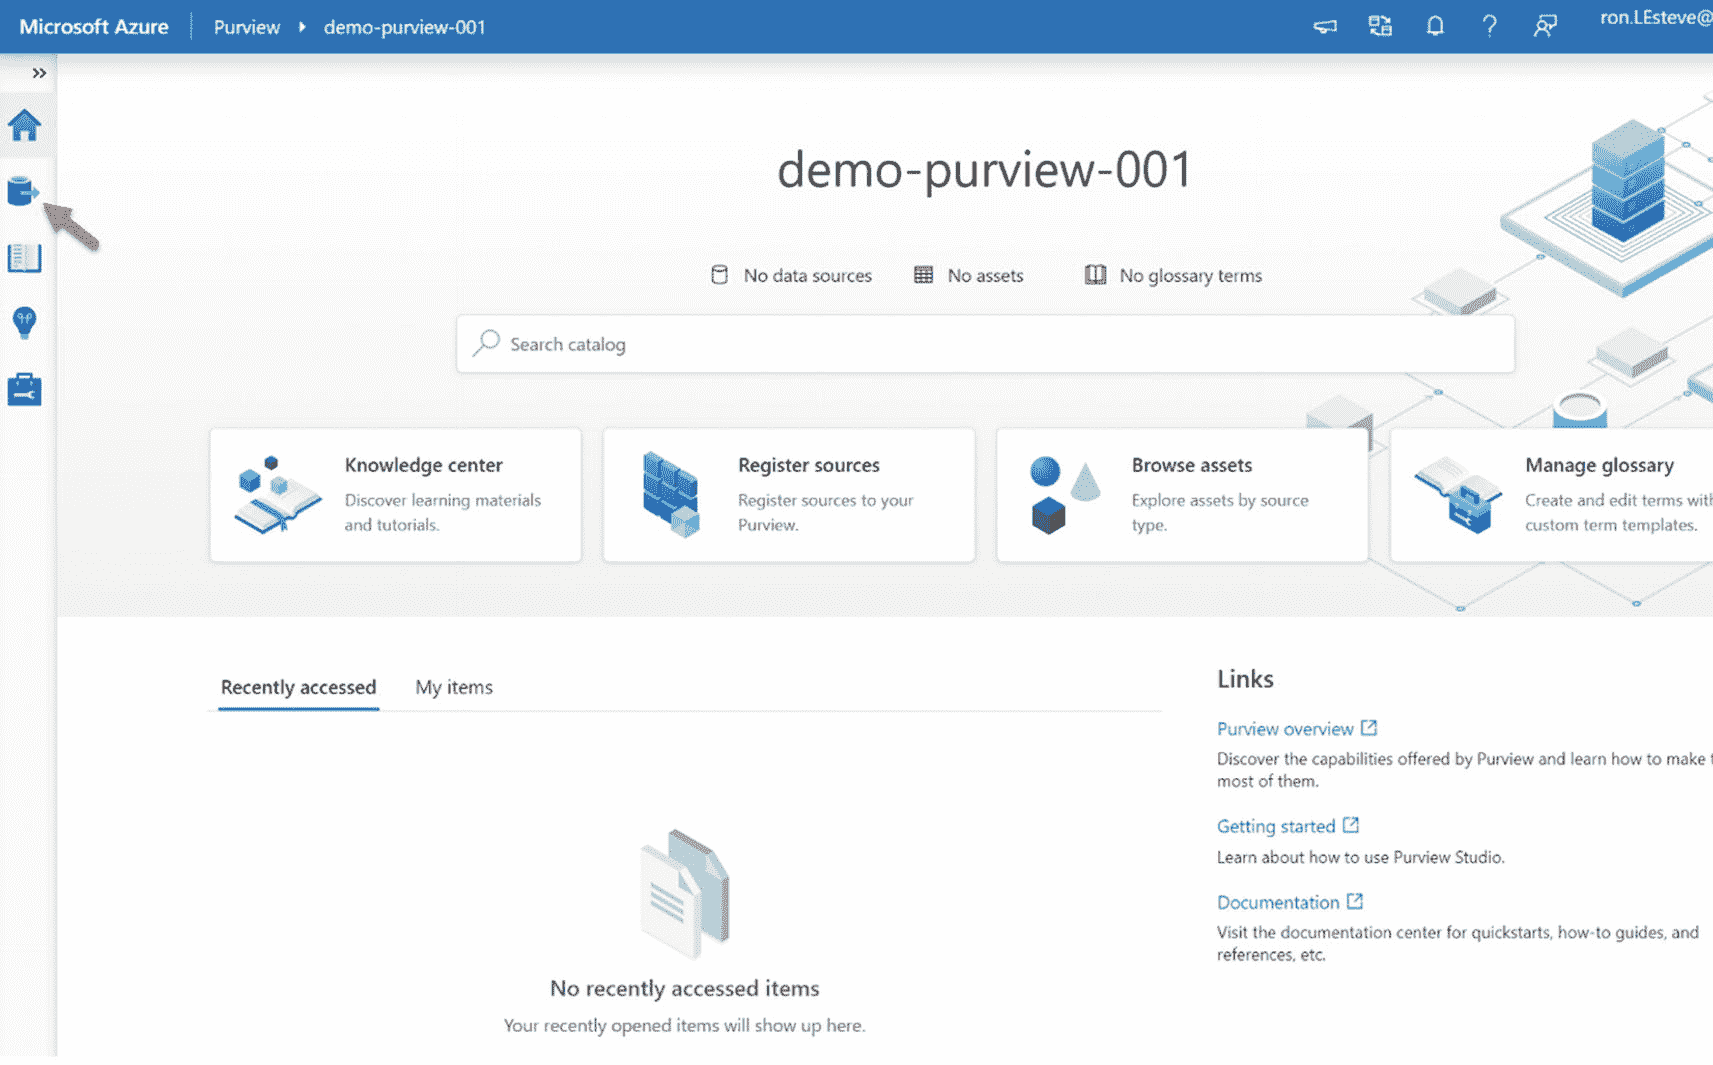 Microsoft Azure Purview demo-purview-001 ron.LEsteve@
demo-purview-001
No data sources No assets No glossary terms
Search catalog
Knowledge center
Discover learning materials
and tutorials.
Register sources
Register sources to your
Purview.
Browse assets
Explore assets by source
type.
Manage glossary
Create and edit terms with
custom term templates.
Recently accessed My items
No recently accessed items
Your recently opened items will show up here.
Links
Purview overview
Discover the capabilities offered by Purview and learn how to make
most of them.
Getting started
Learn about how to use Purview Studio.
Documentation
Visit the documentation center for quickstarts, how-to guides, and
references, etc.